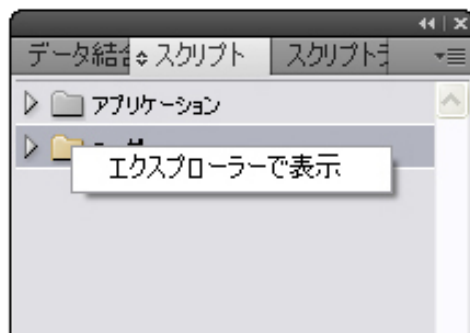 データ結合 スクリプト スクリプトラ
アプリケーション
エクスプローラーで表示